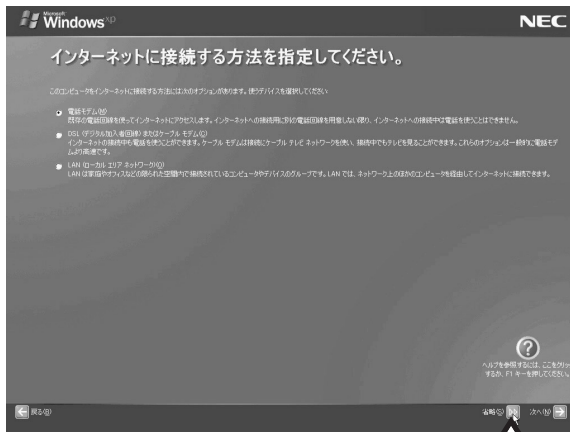 Microsoft
Windows xp
NEC
インターネットに接続する方法を指定してください。
このコンピュータをインターネットに接続する方法には次のオプションがあります。使うデバイスを選択してください
電話モデム(M)
既存の電話回線を使ってインターネットにアクセスします。インターネットへの接続用に別の電話回線を用意しない限り、インターネットへの接続中は電話を使うことはできません。
DSL (デジタル加入者回線) またはケーブル モデム(C)
インターネットの接続中も電話を使うことができます。ケーブル モデムは接続にケーブル テレビ ネットワークを使い、接続中でもテレビを見ることができます。これらのオプションは一般的に電話モデ
ムより高速です。
LAN (ローカル エリア ネットワーク)(O)
LAN は家庭やオフィスなどの限られた空間内で接続されているコンピュータやデバイスのグループです。LAN では、ネットワーク上のほかのコンピュータを経由してインターネットに接続できます。
?
ヘルプを参照するには、ここをクリッ
するか、F1 キーを押してください。
戻る(B)
省略(S)
次へ(N)